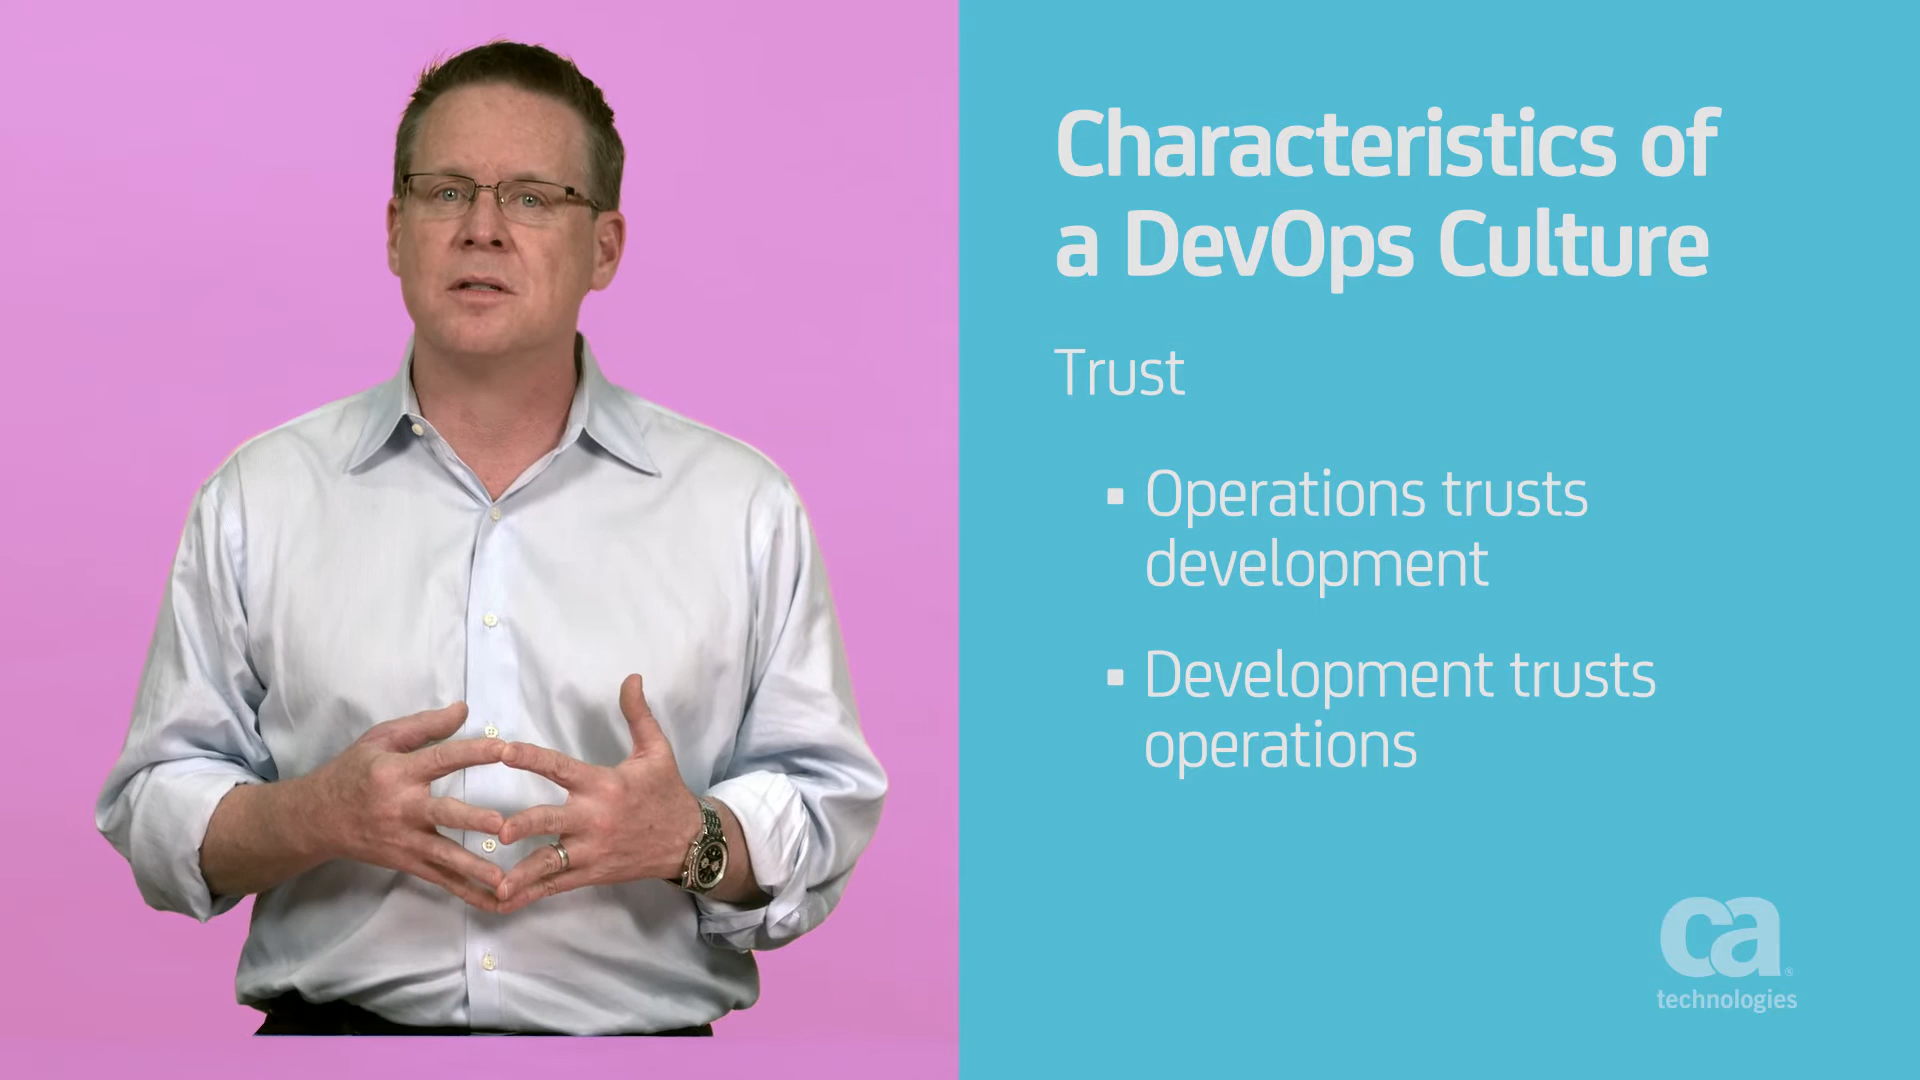 Characteristics of
a DevOps Culture
Trust
▪ Operations trusts
development
▪ Development trusts
operations
ca®
technologies